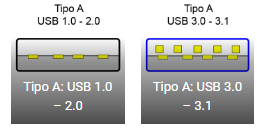 Tipo A
USB 1.0 - 2.0
Tipo A: USB 1.0
– 2.0
Tipo A
USB 3.0 - 3.1
Tipo A: USB 3.0
– 3.1